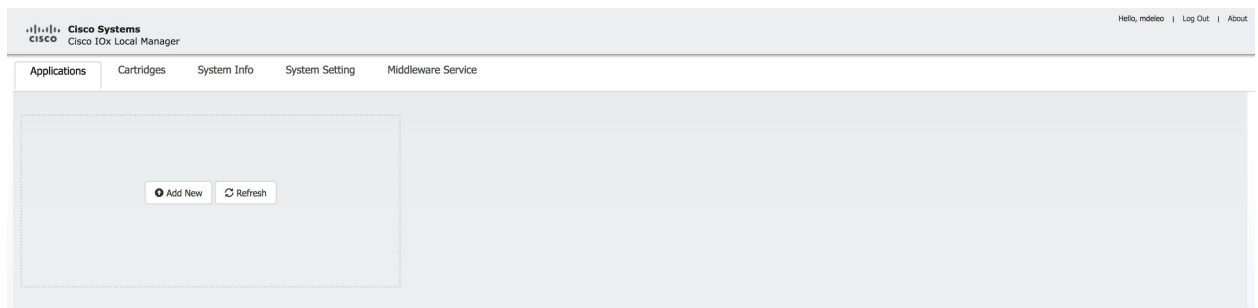 Hello, mdeleo | Log Out | About
Cisco Systems
CISCO Cisco IOx Local Manager
Applications Cartridges System Info System Setting Middleware Service
Add New Refresh